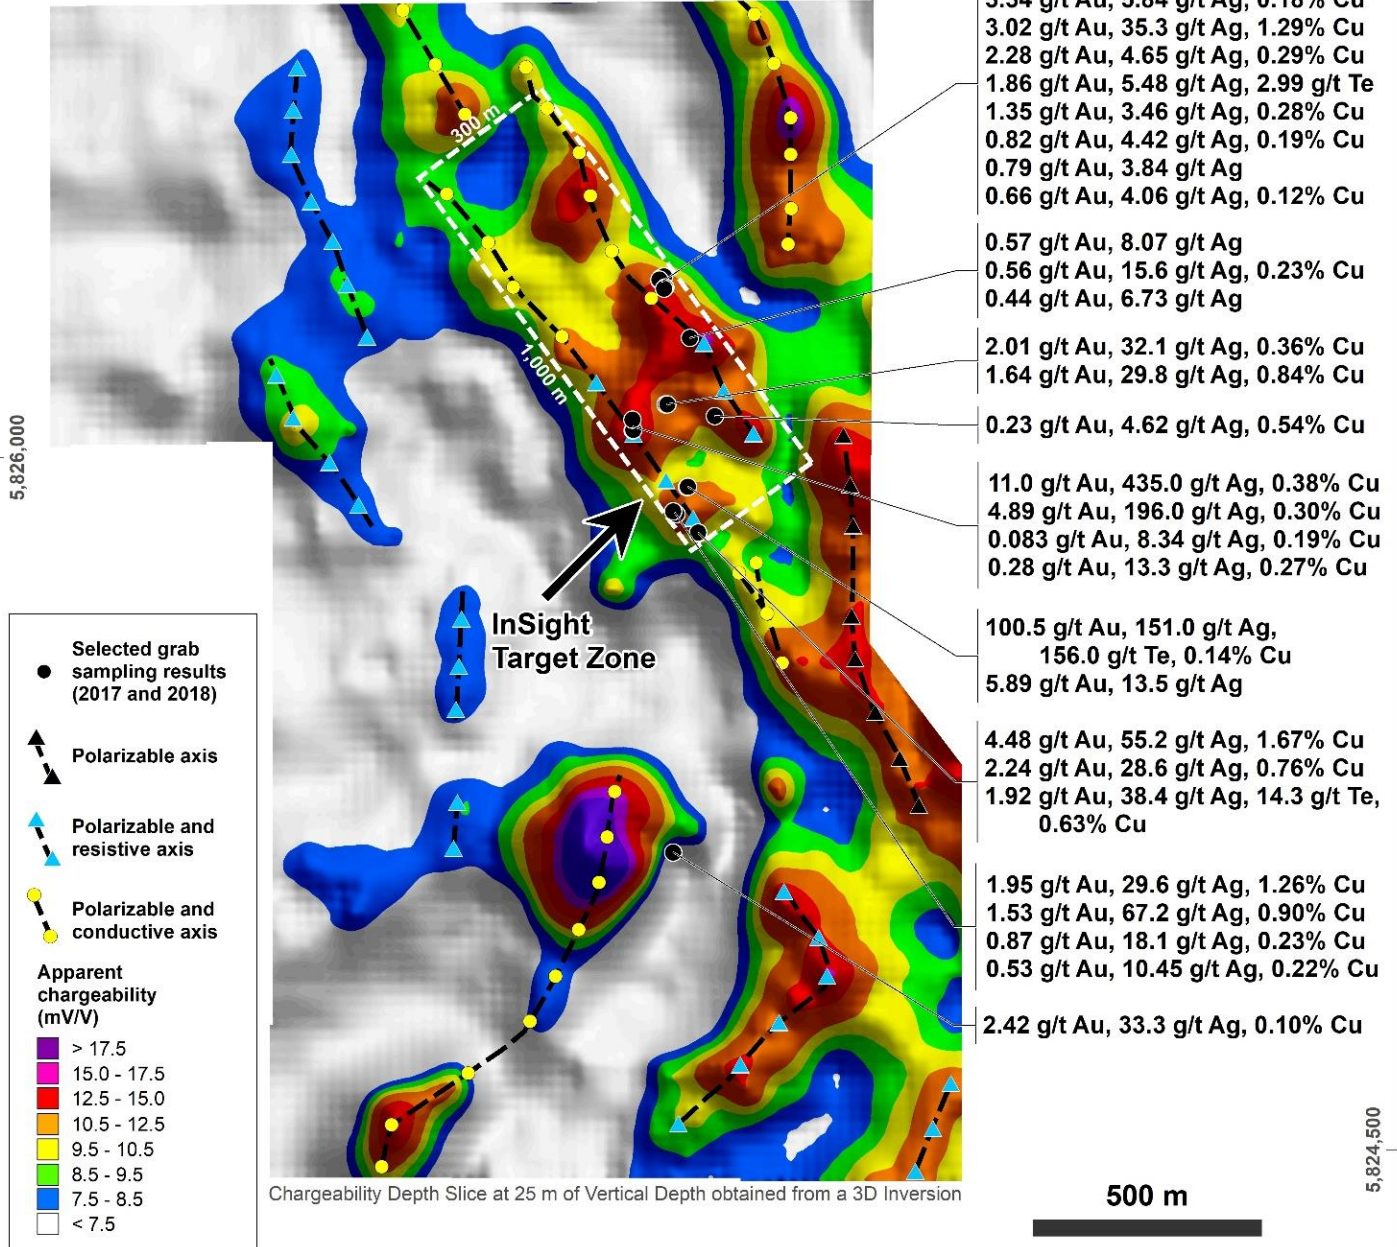 3.34 g/t Au, 5.84 g/t Ag, 0.18% Cu
3.02 g/t Au, 35.3 g/t Ag, 1.29% Cu
2.28 g/t Au, 4.65 g/t Ag, 0.29% Cu
1.86 g/t Au, 5.48 g/t Ag, 2.99 g/t Te
1.35 g/t Au, 3.46 g/t Ag, 0.28% Cu
0.82 g/t Au, 4.42 g/t Ag, 0.19% Cu
0.79 g/t Au, 3.84 g/t Ag
0.66 g/t Au, 4.06 g/t Ag, 0.12% Cu
0.57 g/t Au, 8.07 g/t Ag
0.56 g/t Au, 15.6 g/t Ag, 0.23% Cu
0.44 g/t Au, 6.73 g/t Ag
2.01 g/t Au, 32.1 g/t Ag, 0.36% Cu
1.64 g/t Au, 29.8 g/t Ag, 0.84% Cu
0.23 g/t Au, 4.62 g/t Ag, 0.54% Cu
11.0 g/t Au, 435.0 g/t Ag, 0.38% Cu
4.89 g/t Au, 196.0 g/t Ag, 0.30% Cu
0.083 g/t Au, 8.34 g/t Ag, 0.19% Cu
0.28 g/t Au, 13.3 g/t Ag, 0.27% Cu
100.5 g/t Au, 151.0 g/t Ag,
156.0 g/t Te, 0.14% Cu
5.89 g/t Au, 13.5 g/t Ag
4.48 g/t Au, 55.2 g/t Ag, 1.67% Cu
2.24 g/t Au, 28.6 g/t Ag, 0.76% Cu
1.92 g/t Au, 38.4 g/t Ag, 14.3 g/t Te,
0.63% Cu
1.95 g/t Au, 29.6 g/t Ag, 1.26% Cu
1.53 g/t Au, 67.2 g/t Ag, 0.90% Cu
0.87 g/t Au, 18.1 g/t Ag, 0.23% Cu
0.53 g/t Au, 10.45 g/t Ag, 0.22% Cu
2.42 g/t Au, 33.3 g/t Ag, 0.10% Cu
300 m
1,000 m
InSight
Target Zone
5,826,000
Selected grab
sampling results
(2017 and 2018)
Polarizable axis
Polarizable and
resistive axis
Polarizable and
conductive axis
Apparent
chargeability
(mV/V)
> 17.5
15.0 - 17.5
12.5 - 15.0
10.5 - 12.5
9.5 - 10.5
8.5 - 9.5
7.5 - 8.5
< 7.5
Chargeability Depth Slice at 25 m of Vertical Depth obtained from a 3D Inversion
500 m
5,824,500